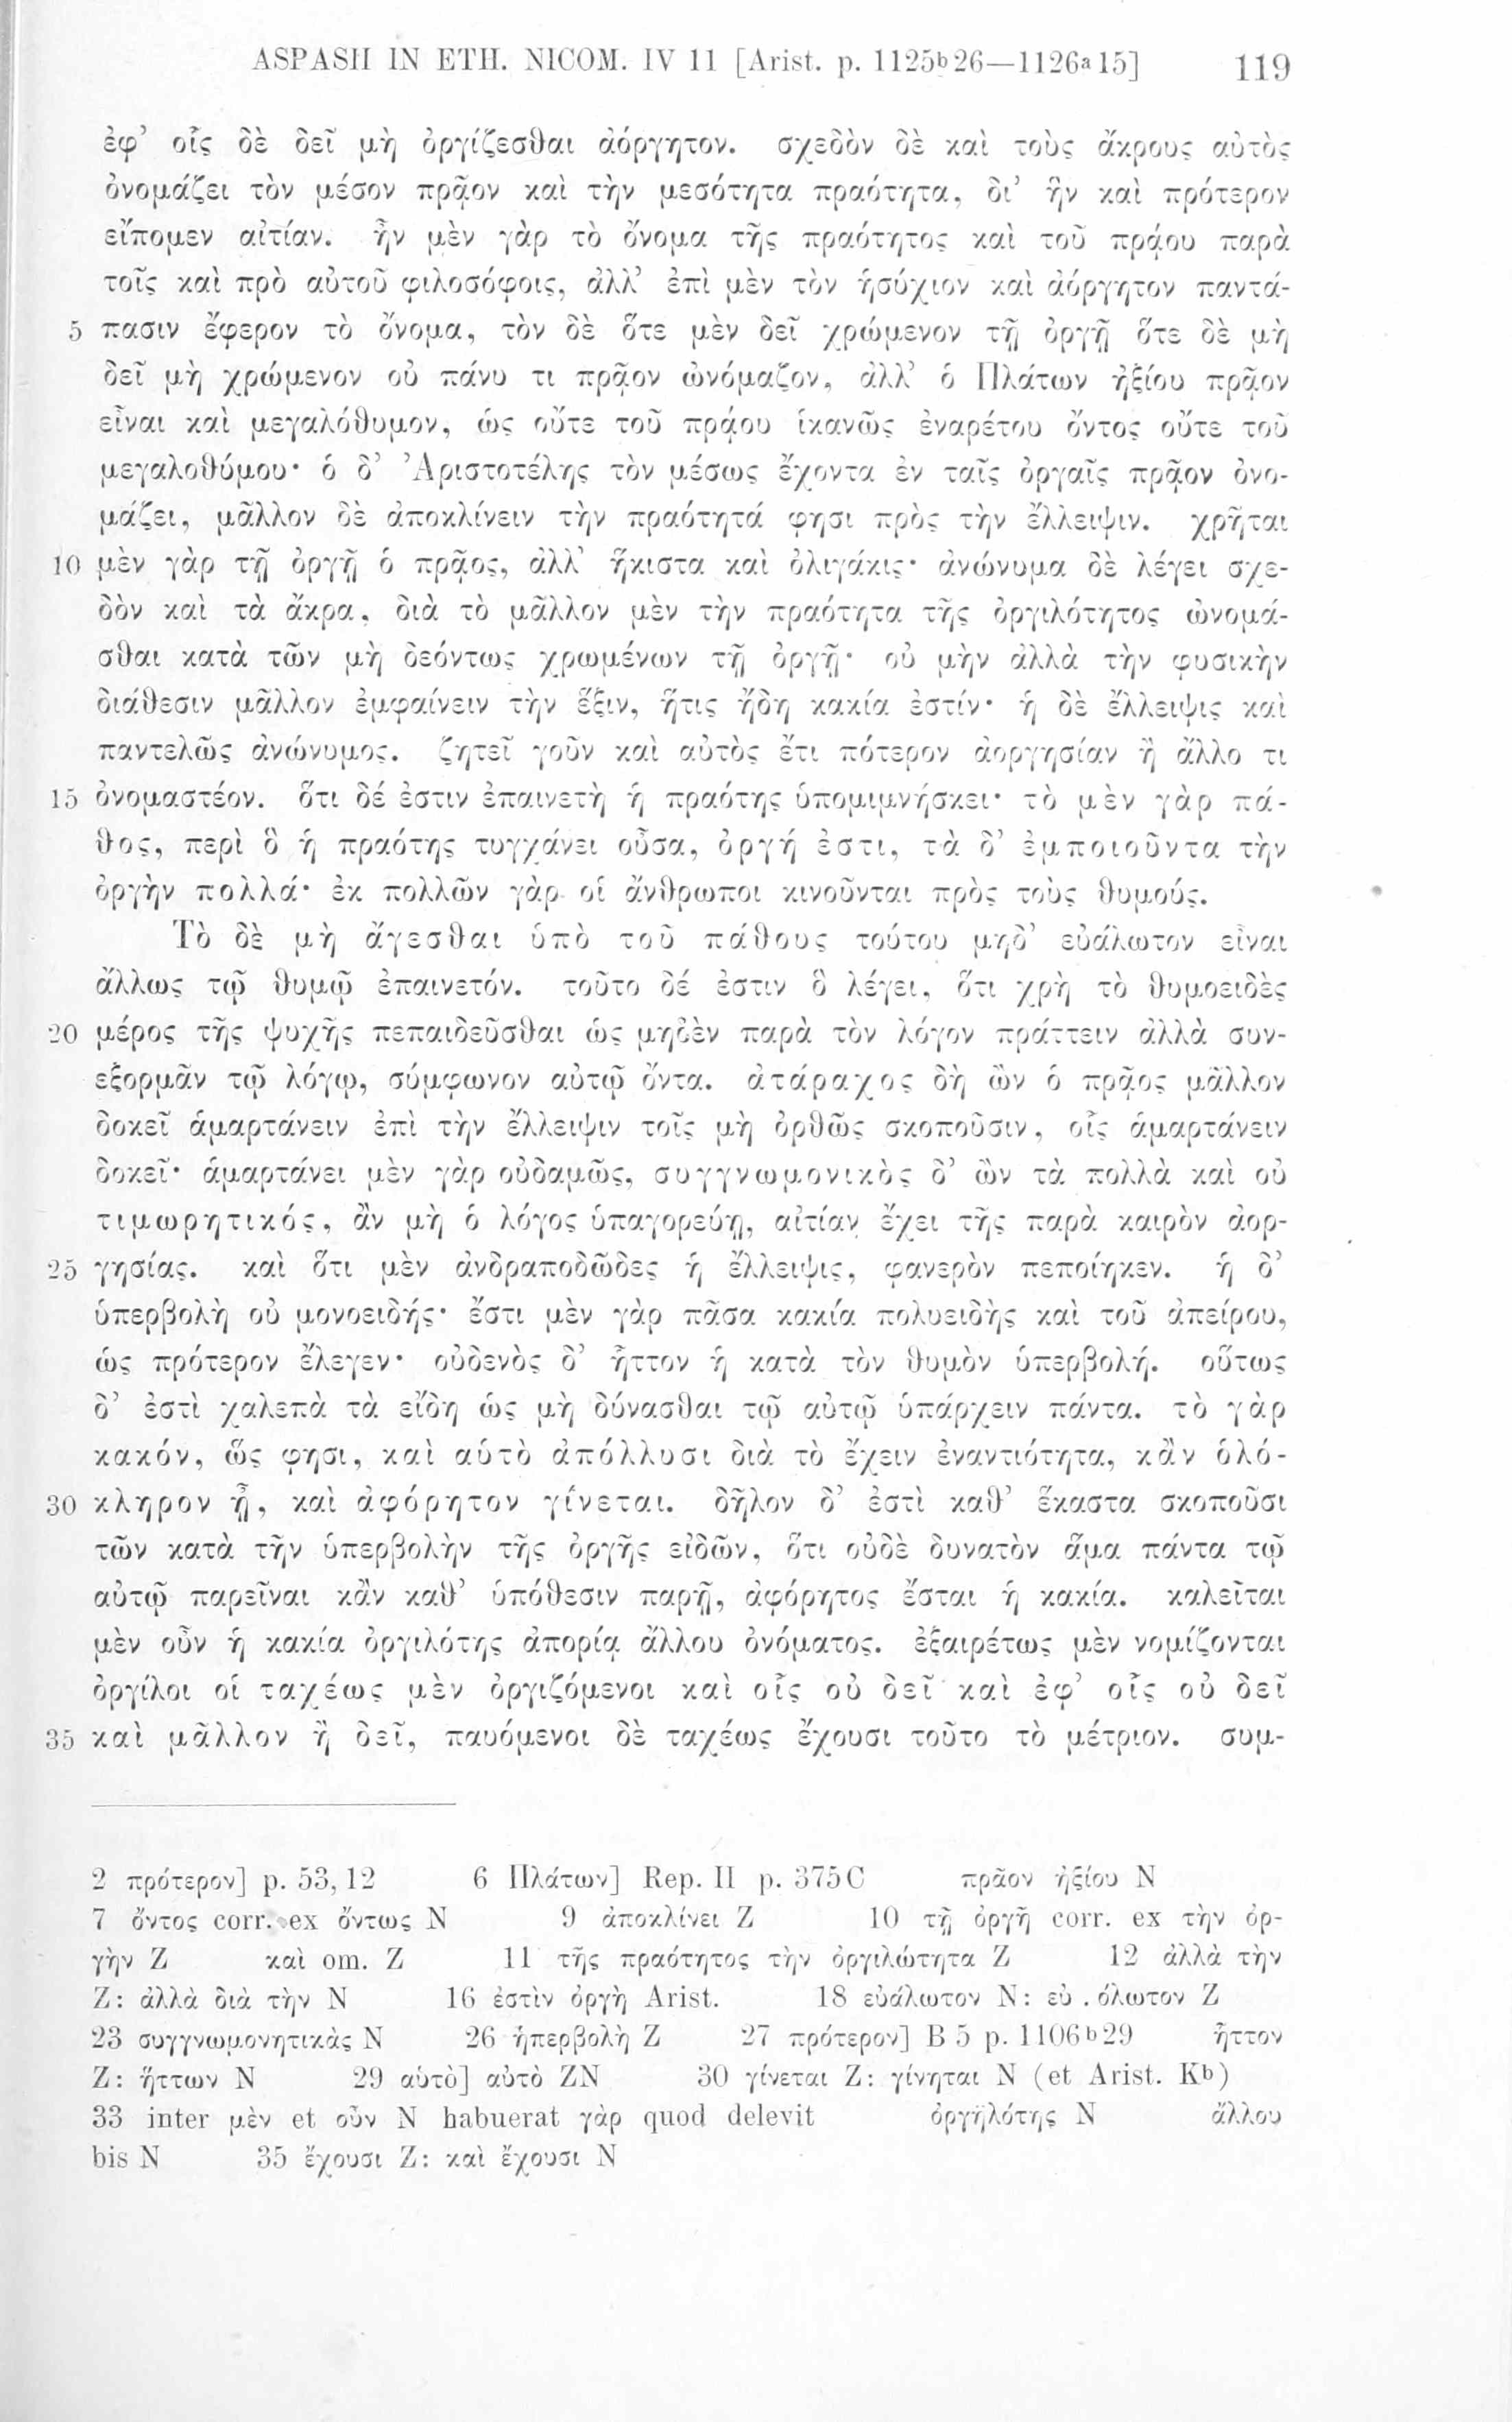 ASPASII IN ETH. NICOM. IV 11 [Arist. p. 1125b26—1126a15] 119
ἐφ’ οἷς δὲ δεῖ μὴ ὀργίζεσθαι ἀόργητον. σχεδὸν δὲ καὶ τοὺς ἄκρους αὐτὸς
ὀνομάζει τὸν μέσον πρᾷον καὶ τὴν μεσότητα πραότητα, δι’ ἣν καὶ πρότερον
εἴπομεν αἰτίαν. ἦν μὲν γὰρ τὸ ὄνομα τῆς πραότητος καὶ τοῦ πράου παρὰ
τοῖς καὶ πρὸ αὐτοῦ φιλοσόφοις, ἀλλ’ ἐπὶ μὲν τὸν ἡσύχιον καὶ ἀόργητον παντά-
5 πασιν ἔφερον τὸ ὄνομα, τὸν δὲ ὅτε μὲν δεῖ χρώμενον τῇ ὀργῇ ὅτε δὲ μὴ
δεῖ μὴ χρώμενον οὐ πάνυ τι πρᾷον ὠνόμαζον, ἀλλ’ ὁ Πλάτων ἠξίου πρᾷον
εἶναι καὶ μεγαλόθυμον, ὡς οὔτε τοῦ πράου ἱκανῶς ἐναρέτου ὄντος οὔτε τοῦ
μεγαλοθύμου· ὁ δ’ Ἀριστοτέλης τὸν μέσως ἔχοντα ἐν ταῖς ὀργαῖς πρᾷον ὀνο-
μάζει, μᾶλλον δὲ ἀποκλίνειν τὴν πραότητά φησι πρὸς τὴν ἔλλειψιν. χρῆται
10 μὲν γὰρ τῇ ὀργῇ ὁ πρᾷος, ἀλλ’ ἥκιστα καὶ ὀλιγάκις· ἀνώνυμα δὲ λέγει σχε-
δὸν καὶ τὰ ἄκρα, διὰ τὸ μᾶλλον μὲν τὴν πραότητα τῆς ὀργιλότητος ὠνομά-
σθαι κατὰ τῶν μὴ δεόντως χρωμένων τῇ ὀργῇ· οὐ μὴν ἀλλὰ τὴν φυσικὴν
διάθεσιν μᾶλλον ἐμφαίνειν τὴν ἕξιν, ἥτις ἤδη κακία ἐστίν· ἡ δὲ ἔλλειψις καὶ
παντελῶς ἀνώνυμος. ζητεῖ γοῦν καὶ αὐτὸς ἔτι πότερον ἀοργησίαν ἢ ἄλλο τι
15 ὀνομαστέον. ὅτι δέ ἐστιν ἐπαινετὴ ἡ πραότης ὑπομιμνήσκει· τὸ μὲν γὰρ πά-
θος, περὶ ὃ ἡ πραότης τυγχάνει οὖσα, ὀργή ἐστι, τὰ δ’ ἐμποιοῦντα τὴν
ὀργὴν πολλά· ἐκ πολλῶν γὰρ οἱ ἄνθρωποι κινοῦνται πρὸς τοὺς θυμούς.
Τὸ δὲ μὴ ἄγεσθαι ὑπὸ τοῦ πάθους τούτου μηδ’ εὐάλωτον εἶναι
ἄλλως τῷ θυμῷ ἐπαινετόν. τοῦτο δέ ἐστιν ὃ λέγει, ὅτι χρὴ τὸ θυμοειδὲς
20 μέρος τῆς ψυχῆς πεπαιδεῦσθαι ὡς μηδὲν παρὰ τὸν λόγον πράττειν ἀλλὰ συν-
εξορμᾶν τῷ λόγῳ, σύμφωνον αὐτῷ ὄντα. ἀτάραχος δὴ ὢν ὁ πρᾷος μᾶλλον
δοκεῖ ἁμαρτάνειν ἐπὶ τὴν ἔλλειψιν τοῖς μὴ ὀρθῶς σκοποῦσιν, οἷς ἁμαρτάνειν
δοκεῖ· ἁμαρτάνει μὲν γὰρ οὐδαμῶς, συγγνωμονικὸς δ’ ὢν τὰ πολλὰ καὶ οὐ
τιμωρητικός, ἂν μὴ ὁ λόγος ὑπαγορεύῃ, αἰτίαν ἔχει τῆς παρὰ καιρὸν ἀορ-
25 γησίας. καὶ ὅτι μὲν ἀνδραποδῶδες ἡ ἔλλειψις, φανερὸν πεποίηκεν. ἡ δ’
ὑπερβολὴ οὐ μονοειδής· ἔστι μὲν γὰρ πᾶσα κακία πολυειδὴς καὶ τοῦ ἀπείρου,
ὡς πρότερον ἔλεγεν· οὐδενὸς δ’ ἧττον ἡ κατὰ τὸν θυμὸν ὑπερβολή. οὕτως
δ’ ἐστὶ χαλεπὰ τὰ εἴδη ὡς μὴ δύνασθαι τῷ αὐτῷ ὑπάρχειν πάντα. τὸ γὰρ
κακόν, ὥς φησι, καὶ αὑτὸ ἀπόλλυσι διὰ τὸ ἔχειν ἐναντιότητα, κἂν ὁλό-
30 κληρον ᾖ, καὶ ἀφόρητον γίνεται. δῆλον δ’ ἐστὶ καθ’ ἕκαστα σκοποῦσι
τῶν κατὰ τὴν ὑπερβολὴν τῆς ὀργῆς εἰδῶν, ὅτι οὐδὲ δυνατὸν ἅμα πάντα τῷ
αὐτῷ παρεῖναι κἂν καθ’ ὑπόθεσιν παρῇ, ἀφόρητος ἔσται ἡ κακία. καλεῖται
μὲν οὖν ἡ κακία ὀργιλότης ἀπορίᾳ ἄλλου ὀνόματος. ἐξαιρέτως μὲν νομίζονται
ὀργίλοι οἱ ταχέως μὲν ὀργιζόμενοι καὶ οἷς οὐ δεῖ καὶ ἐφ’ οἷς οὐ δεῖ
35 καὶ μᾶλλον ἢ δεῖ, παυόμενοι δὲ ταχέως ἔχουσι τοῦτο τὸ μέτριον. συμ-
2 πρότερον] p. 53,12 6 Πλάτων] Rep. II p. 375C πρᾶον ἠξίου N
7 ὄντος corr. ex ὄντως N 9 ἀποκλίνει Z 10 τῇ ὀργῇ corr. ex τὴν ὀρ-
γὴν Z καὶ om. Z 11 τῆς πραότητος τὴν ὀργιλώτητα Z 12 ἀλλὰ τὴν
Z: ἀλλὰ διὰ τὴν N 16 ἐστὶν ὀργὴ Arist. 18 εὐάλωτον N: εὐ . όλωτον Z
23 συγγνωμονητικὰς N 26 ἡπερβολὴ Z 27 πρότερον] B 5 p. 1106b29 ἧττον
Z: ἥττων N 29 αὑτὸ] αὐτὸ ZN 30 γίνεται Z: γίνηται N (et Arist. Kb)
33 inter μὲν et οὖν N habuerat γὰρ quod delevit ὀργηλότης N ἄλλου
bis N 35 ἔχουσι Z: καὶ ἔχουσι N